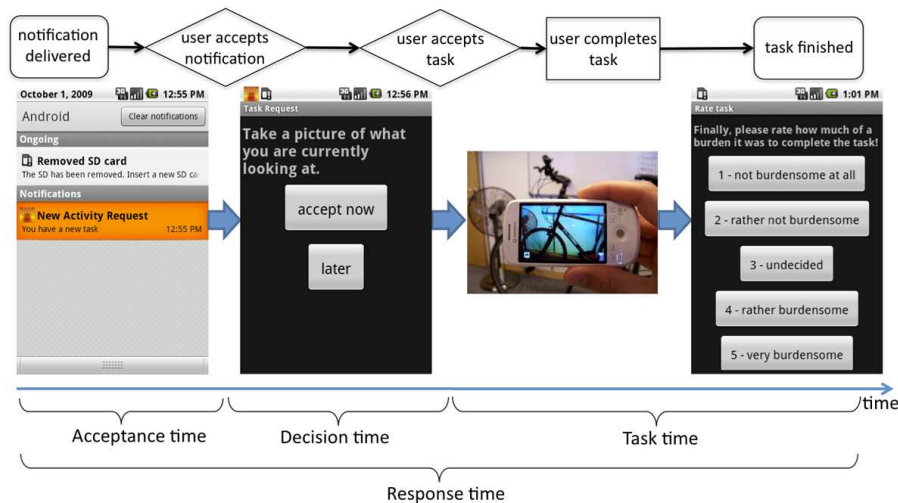 notification
delivered
user accepts
notification
user accepts
task
user completes
task
task finished
October 1, 2009
12:55 PM
Android
Clear notifications
Ongoing
Removed SD card
The SD has been removed. Insert a new SD ca
Notifications
New Activity Request
You have a new task
12:55 PM
12:56 PM
Task Request
Take a picture of what
you are currently
looking at.
accept now
later
1:01 PM
Rate task
Finally, please rate how much of a
burden it was to complete the task!
1 - not burdensome at all
2 - rather not burdensome
3 - undecided
4 - rather burdensome
5 - very burdensome
time
Acceptance time
Decision time
Task time
Response time